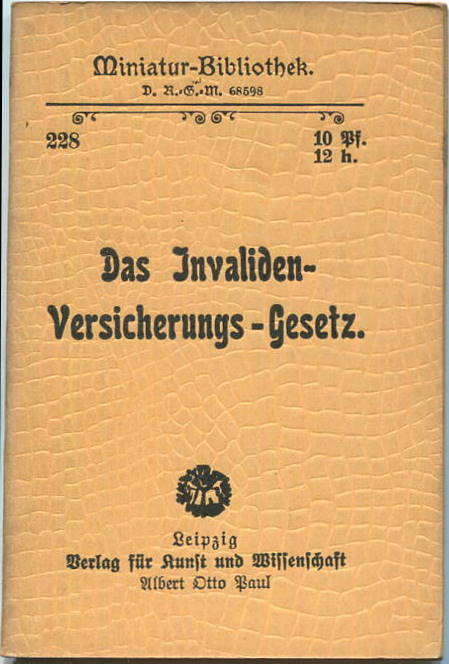 Miniatur-Bibliothek.
D. R.-G.-M. 68598
228
10 Pf.
12 h.
Das Invaliden-
Versicherungs-Gesetz.
Leipzig
Verlag für Kunst und Wiſſenſchaft
Albert Otto Paul